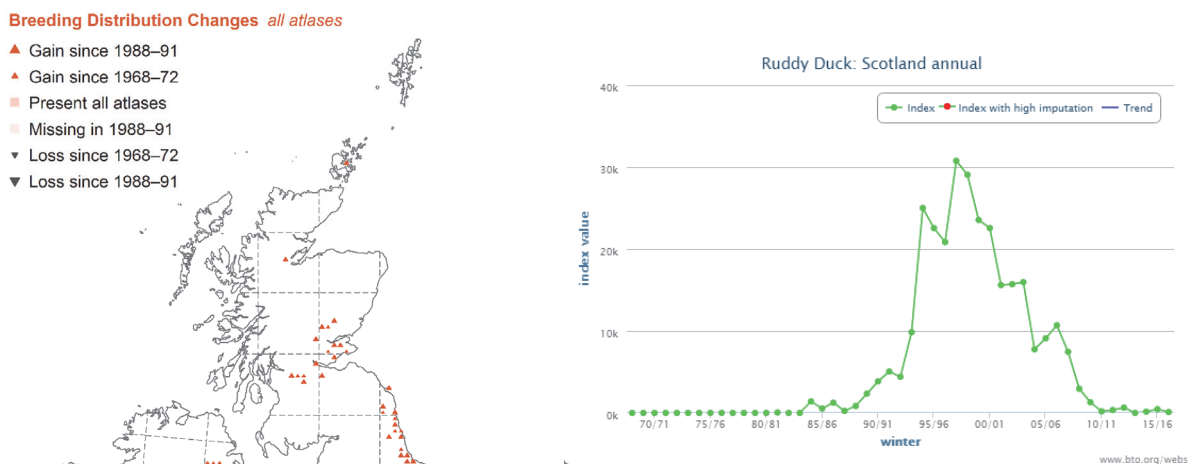 Breeding Distribution Changes all atlases
Gain since 1988–91
Gain since 1968–72
Present all atlases
Missing in 1988–91
Loss since 1968–72
Loss since 1988–91
Ruddy Duck: Scotland annual
Index Index with high imputation Trend
40k
30k
20k
10k
0k
index value
70/71 75/76 80/81 85/86 90/91 95/96 00/01 05/06 10/11 15/16
winter
www.bto.org/webs